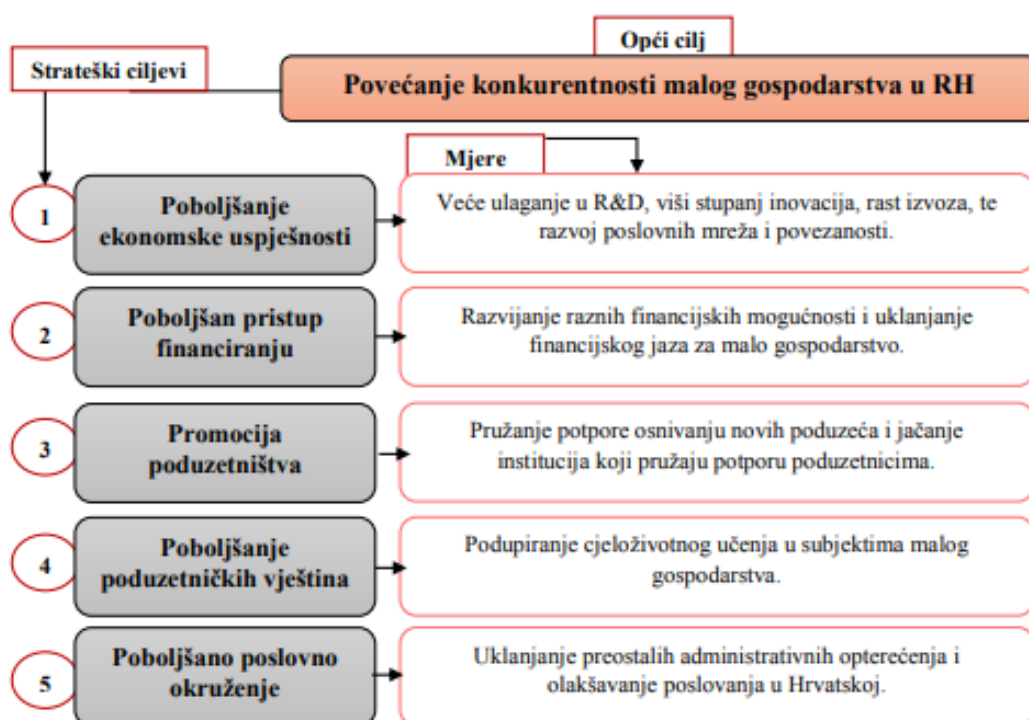 Opći cilj
Strateški ciljevi
Povećanje konkurentnosti malog gospodarstva u RH
Mjere
1
Poboljšanje
ekonomske uspješnosti
Veće ulaganje u R&D, viši stupanj inovacija, rast izvoza, te
razvoj poslovnih mreža i povezanosti.
2
Poboljšan pristup
financiranju
Razvijanje raznih financijskih mogućnosti i uklanjanje
financijskog jaza za malo gospodarstvo.
3
Promocija
poduzetništva
Pružanje potpore osnivanju novih poduzeća i jačanje
institucija koji pružaju potporu poduzetnicima.
4
Poboljšanje
poduzetničkih vještina
Podupiranje cjeloživotnog učenja u subjektima malog
gospodarstva.
5
Poboljšano poslovno
okruženje
Uklanjanje preostalih administrativnih opterećenja i
olakšavanje poslovanja u Hrvatskoj.